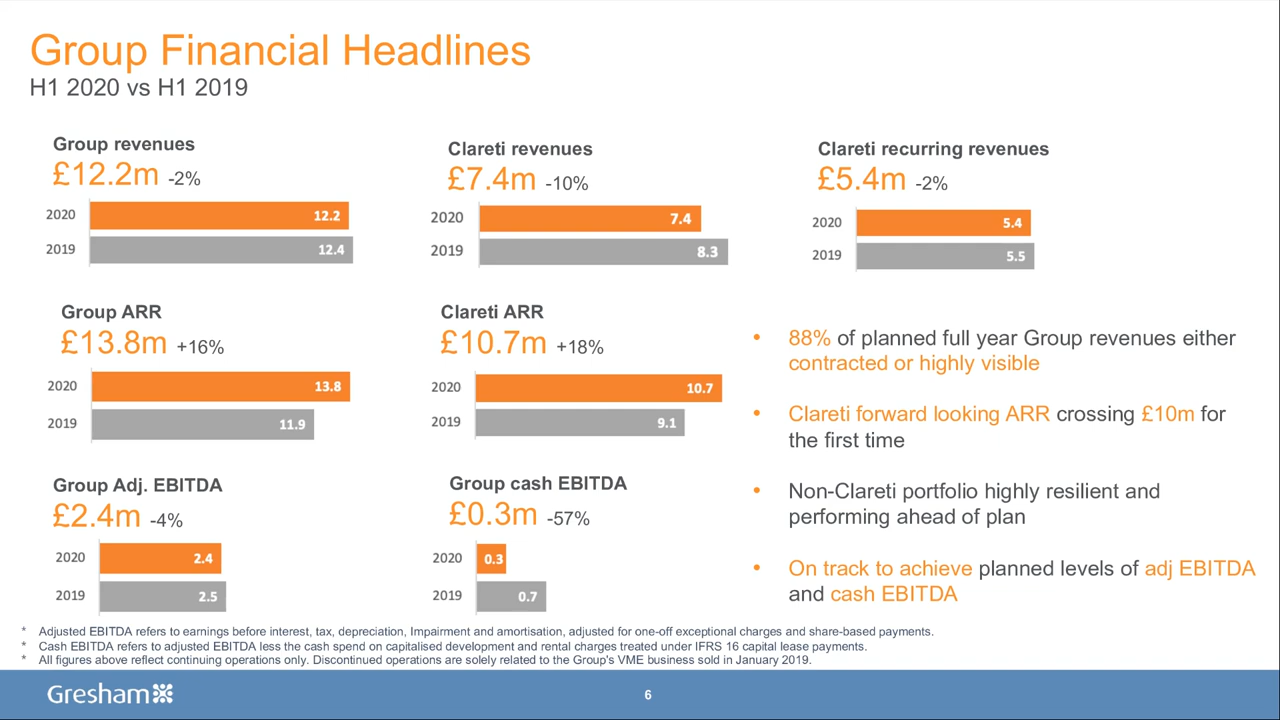 Group Financial Headlines
H1 2020 vs H1 2019
Group revenues
£12.2m -2%
2020 12.2
2019 12.4
Clareti revenues
£7.4m -10%
2020 7.4
2019 8.3
Clareti recurring revenues
£5.4m -2%
2020 5.4
2019 5.5
Group ARR
£13.8m +16%
2020 13.8
2019 11.9
Clareti ARR
£10.7m +18%
2020 10.7
2019 9.1
Group Adj. EBITDA
£2.4m -4%
2020 2.4
2019 2.5
Group cash EBITDA
£0.3m -57%
2020 0.3
2019 0.7
• 88% of planned full year Group revenues either
contracted or highly visible
• Clareti forward looking ARR crossing £10m for
the first time
• Non-Clareti portfolio highly resilient and
performing ahead of plan
• On track to achieve planned levels of adj EBITDA
and cash EBITDA
* Adjusted EBITDA refers to earnings before interest, tax, depreciation, Impairment and amortisation, adjusted for one-off exceptional charges and share-based payments.
* Cash EBITDA refers to adjusted EBITDA less the cash spend on capitalised development and rental charges treated under IFRS 16 capital lease payments.
* All figures above reflect continuing operations only. Discontinued operations are solely related to the Group's VME business sold in January 2019.
Gresham
6